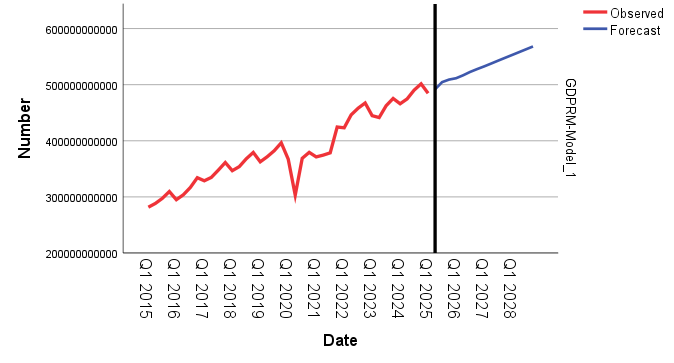 Observed
Forecast
600000000000
500000000000
400000000000
300000000000
200000000000
Number
GDPRM-Model_1
Q1 2015
Q1 2016
Q1 2017
Q1 2018
Q1 2019
Q1 2020
Q1 2021
Q1 2022
Q1 2023
Q1 2024
Q1 2025
Q1 2026
Q1 2027
Q1 2028
Date